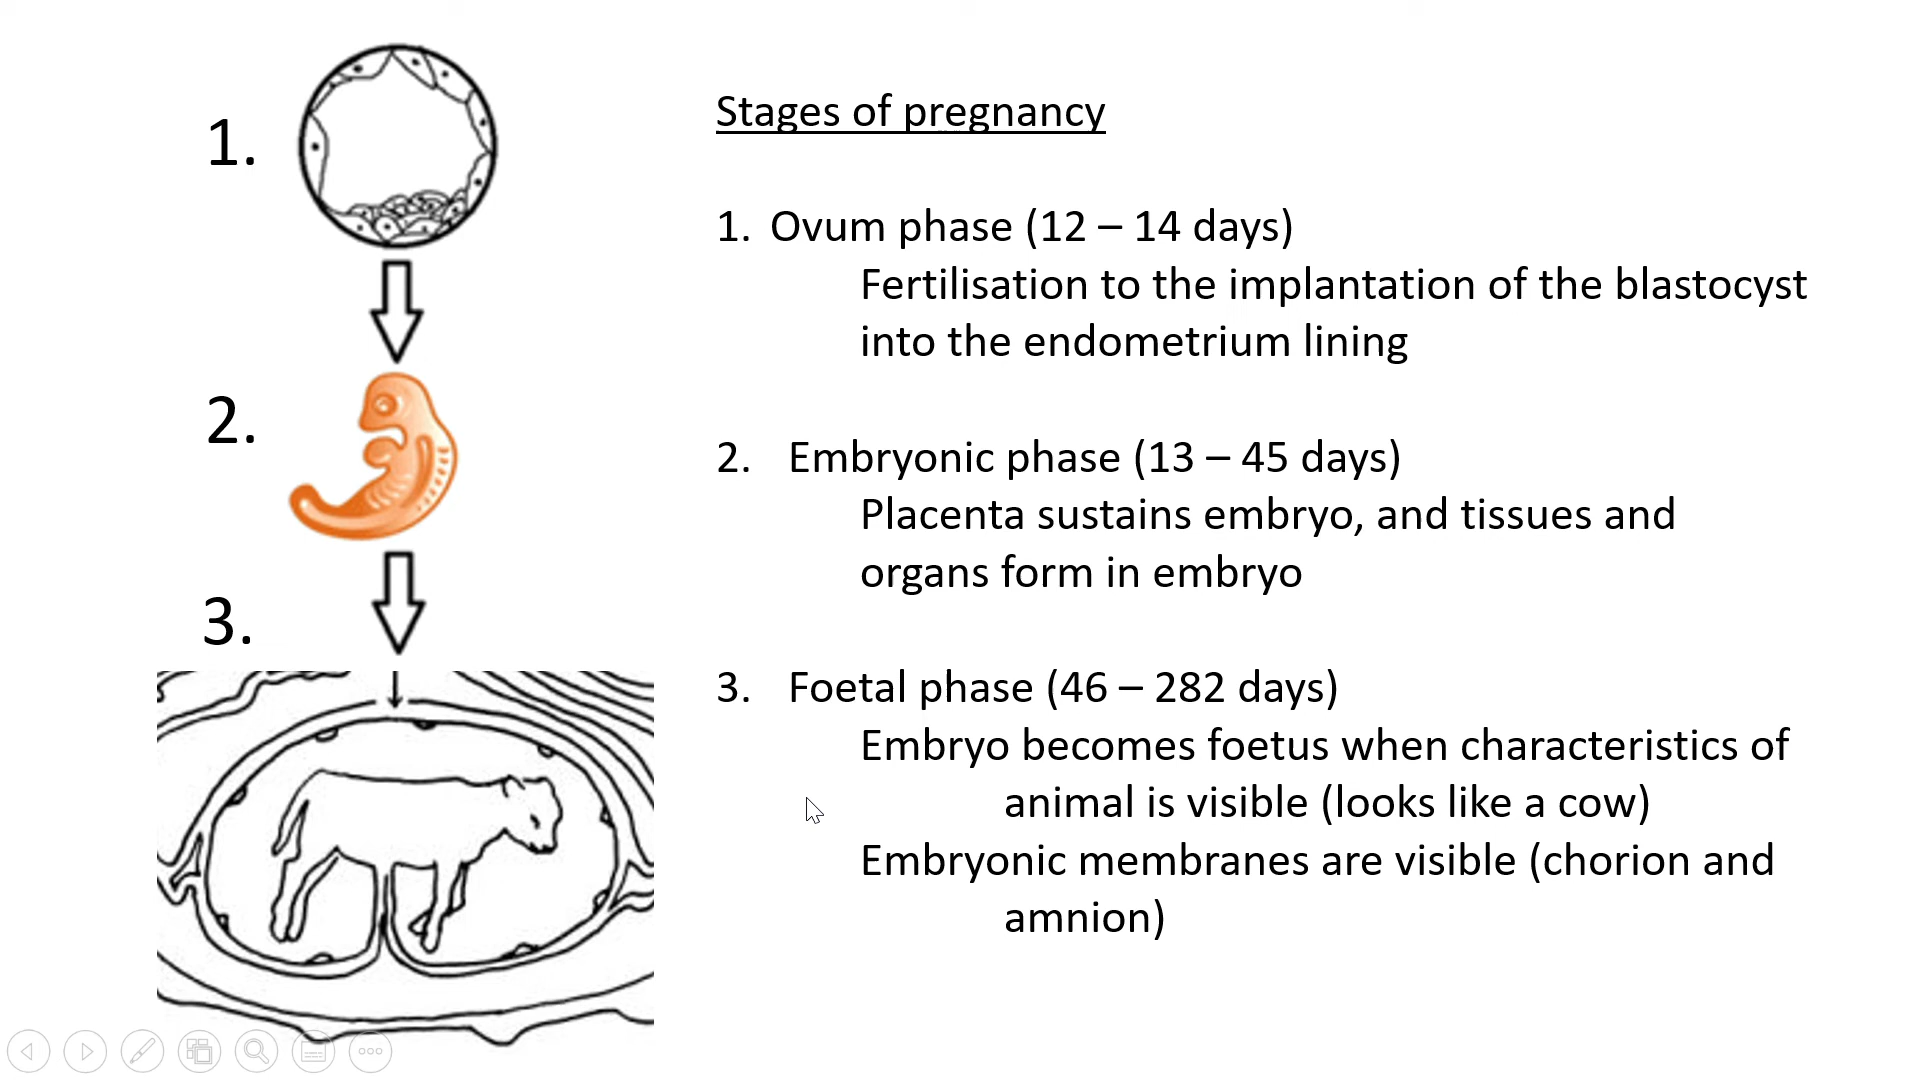 1.
2.
3.
Stages of pregnancy
1. Ovum phase (12 – 14 days)
Fertilisation to the implantation of the blastocyst
into the endometrium lining
2. Embryonic phase (13 – 45 days)
Placenta sustains embryo, and tissues and
organs form in embryo
3. Foetal phase (46 – 282 days)
Embryo becomes foetus when characteristics of
animal is visible (looks like a cow)
Embryonic membranes are visible (chorion and
amnion)